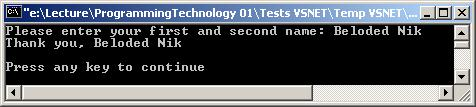 "e:\Lecture\ProgrammingTechnology 01\Tests VSNET\Temp VSNET\...
Please enter your first and second name: Beloded Nik
Thank you, Beloded Nik
Press any key to continue